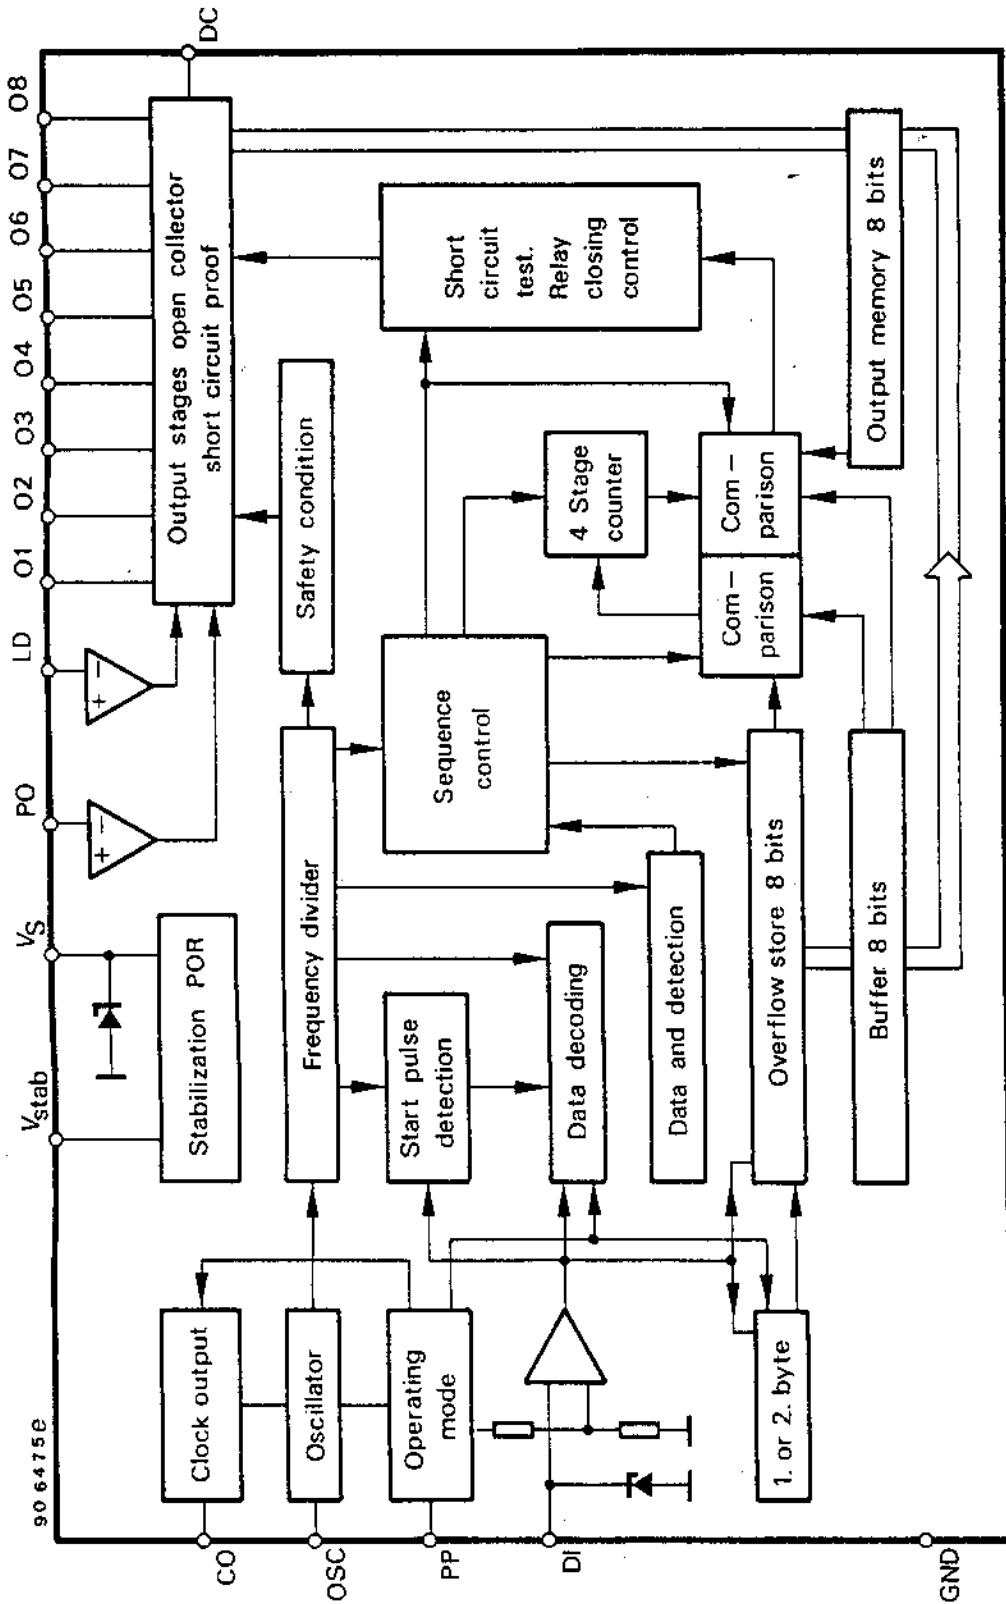 906475e
Vstab
VS
PO
LD
O1
O2
O3
O4
O5
O6
O7
O8
DC
CO
OSC
PP
DI
GND
Clock output
Oscillator
Operating
mode
1. or 2. byte
Stabilization POR
Frequency divider
Start pulse
detection
Data decoding
Data and detection
Overflow store 8 bits
Buffer 8 bits
+ −
+ −
Output stages open collector
short circuit proof
Safety condition
Sequence
control
4 Stage
counter
Com –
parison
Com –
parison
Short
circuit
test.
Relay
closing
control
Output memory 8 bits